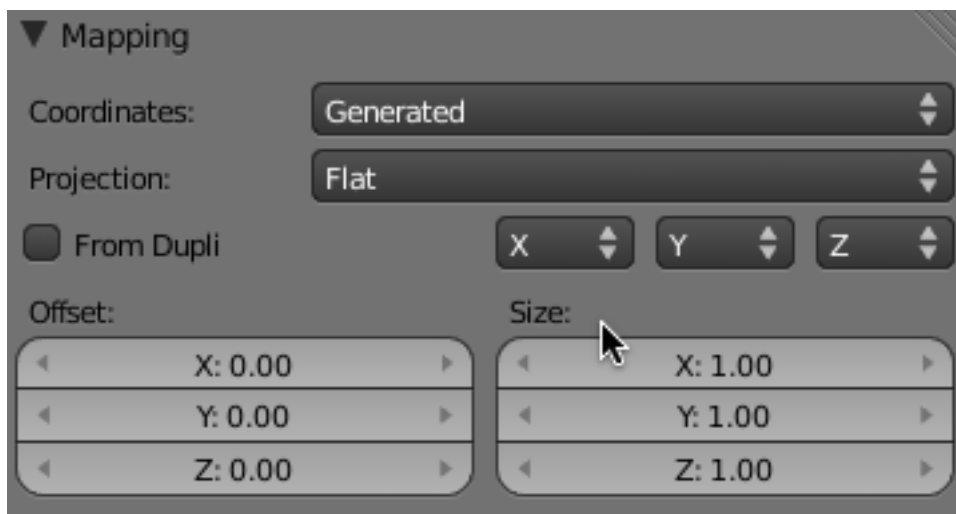 Mapping
Coordinates: Generated
Projection: Flat
From Dupli X Y Z
Offset: Size:
X: 0.00 X: 1.00
Y: 0.00 Y: 1.00
Z: 0.00 Z: 1.00